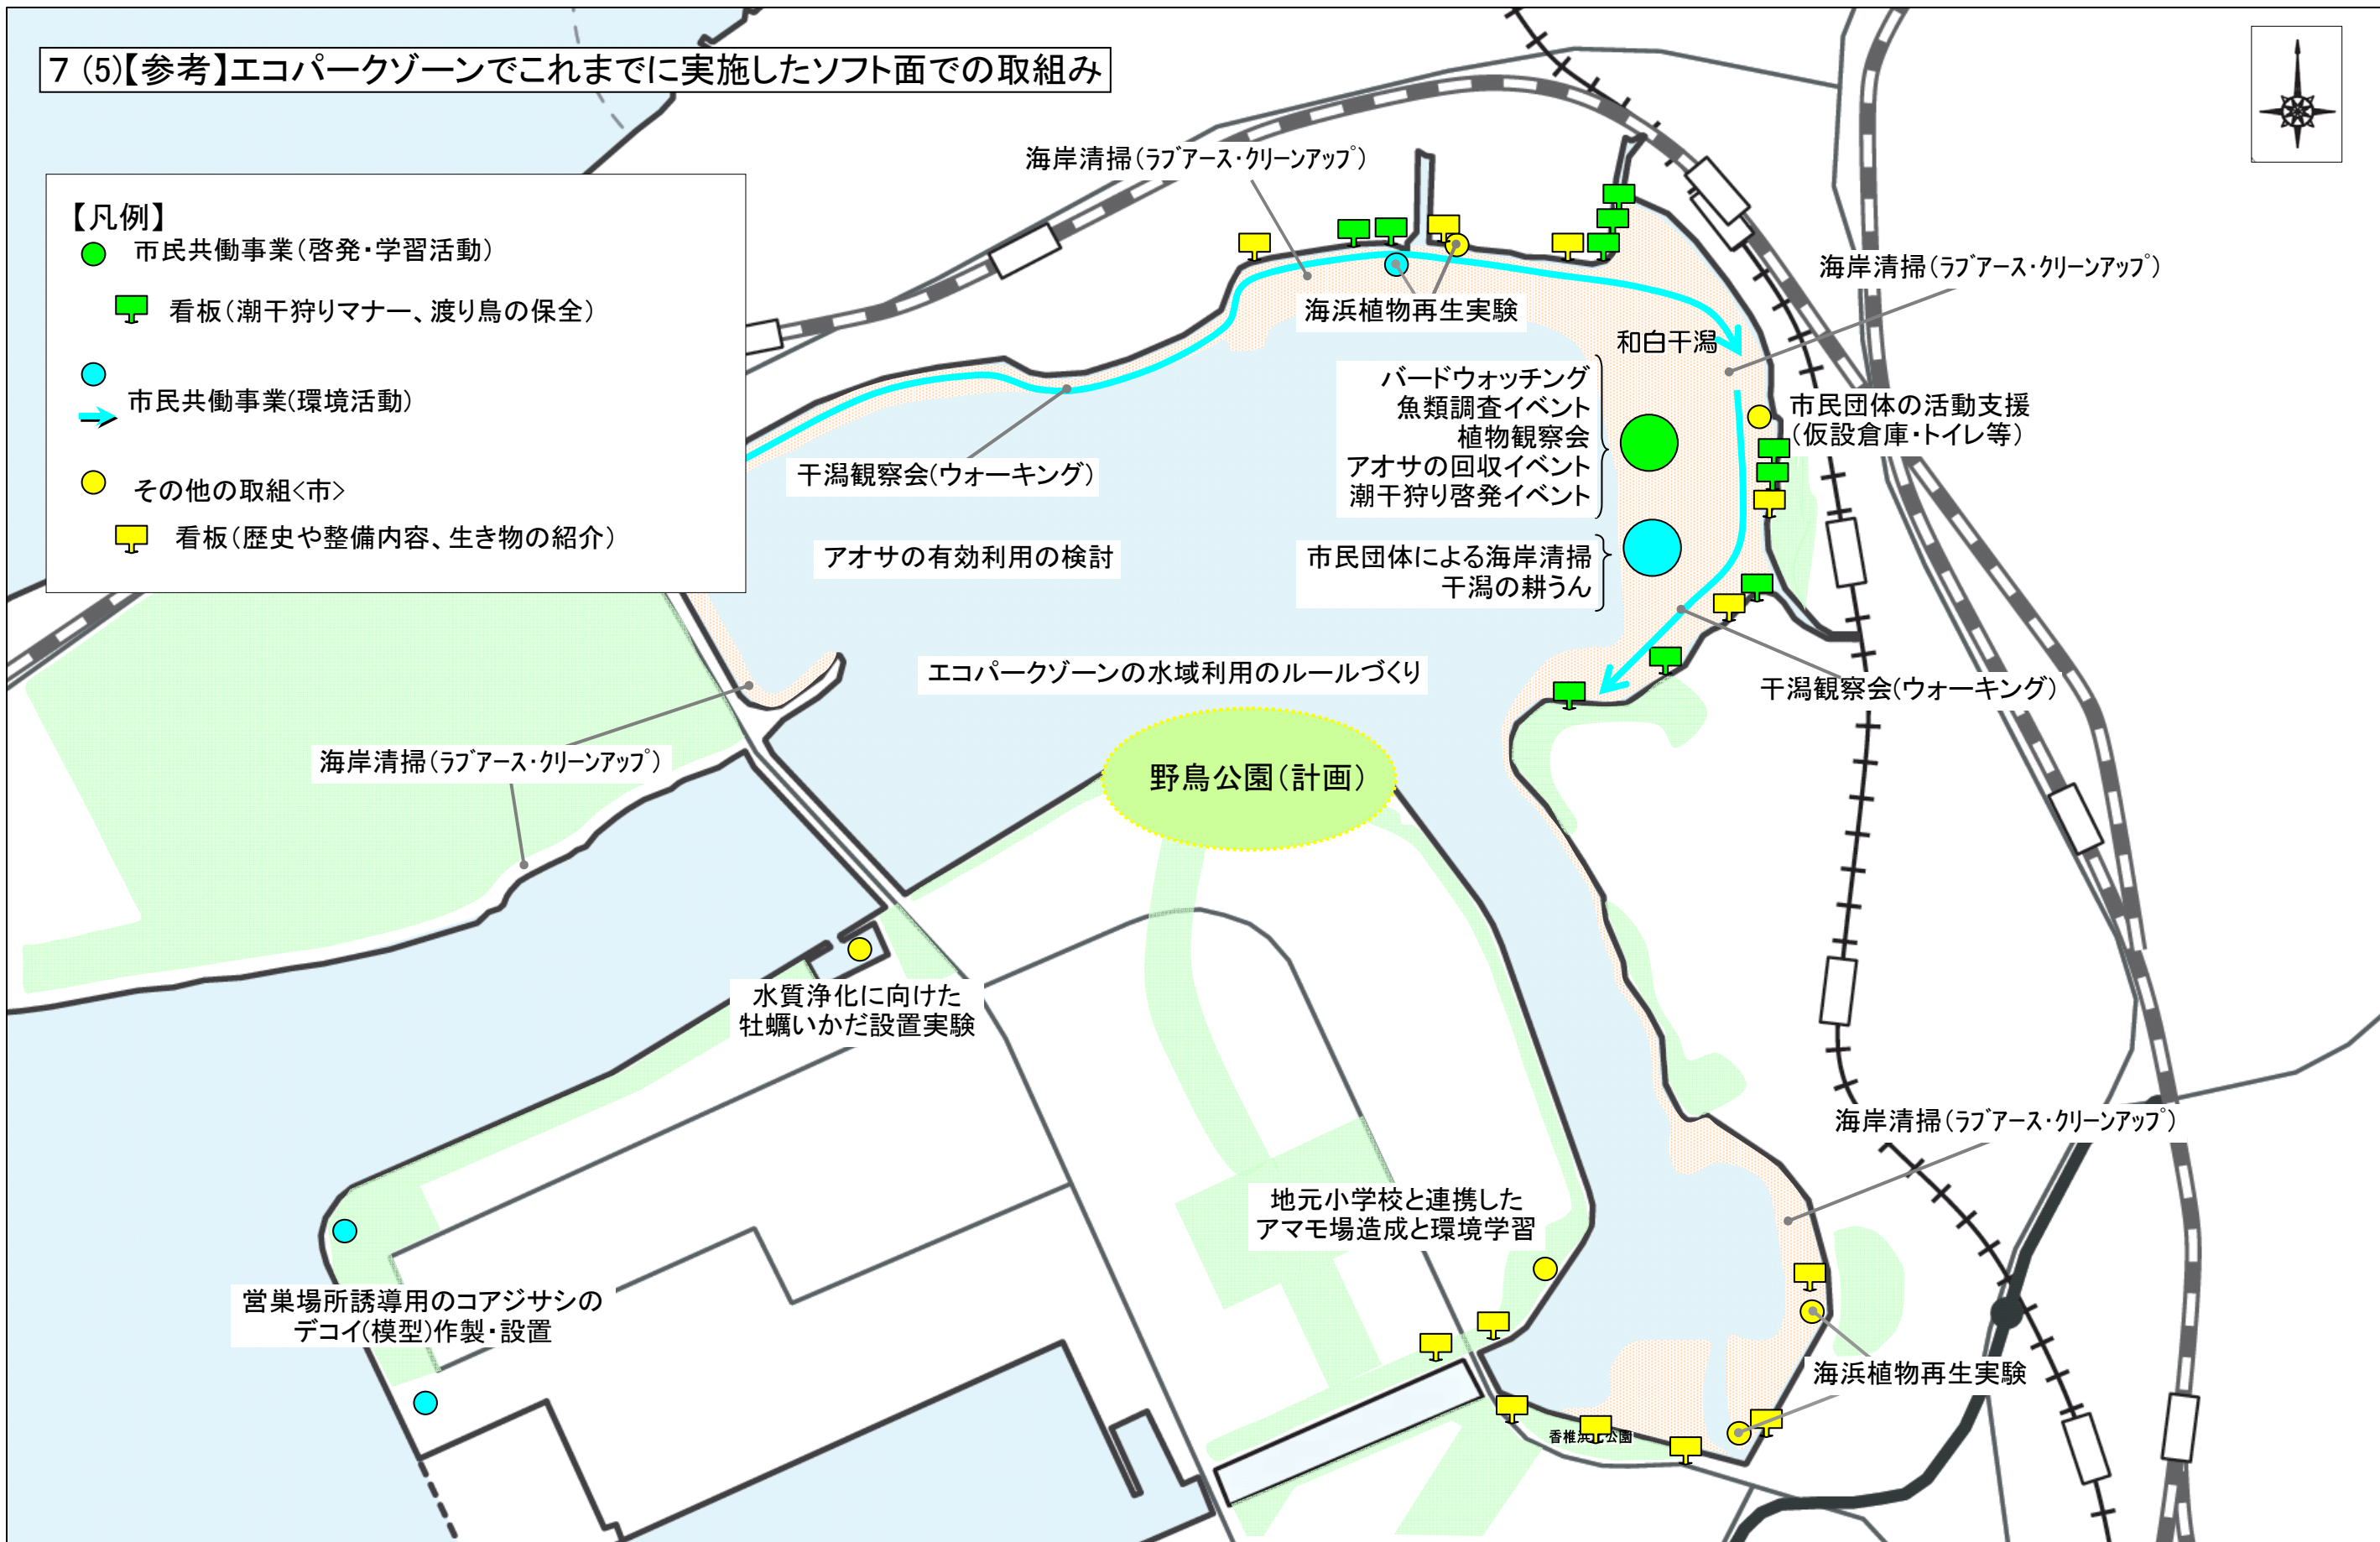 7 (5)【参考】エコパークゾーンでこれまでに実施したソフト面での取組み
【凡例】
市民共働事業（啓発・学習活動）
看板（潮干狩りマナー、渡り鳥の保全）
市民共働事業(環境活動)
その他の取組<市>
看板（歴史や整備内容、生き物の紹介）
海岸清掃（ﾗﾌﾞｱｰｽ・ｸﾘｰﾝｱｯﾌﾟ）
海岸清掃（ﾗﾌﾞｱｰｽ・ｸﾘｰﾝｱｯﾌﾟ）
海浜植物再生実験
和白干潟
バードウォッチング
魚類調査イベント
植物観察会
アオサの回収イベント
潮干狩り啓発イベント
市民団体の活動支援
（仮設倉庫・トイレ等）
干潟観察会(ウォーキング)
アオサの有効利用の検討
市民団体による海岸清掃
干潟の耕うん
エコパークゾーンの水域利用のルールづくり
干潟観察会(ウォーキング)
海岸清掃（ﾗﾌﾞｱｰｽ・ｸﾘｰﾝｱｯﾌﾟ）
野鳥公園（計画）
水質浄化に向けた
牡蠣いかだ設置実験
海岸清掃（ﾗﾌﾞｱｰｽ・ｸﾘｰﾝｱｯﾌﾟ）
地元小学校と連携した
アマモ場造成と環境学習
営巣場所誘導用のコアジサシの
デコイ(模型)作製・設置
海浜植物再生実験